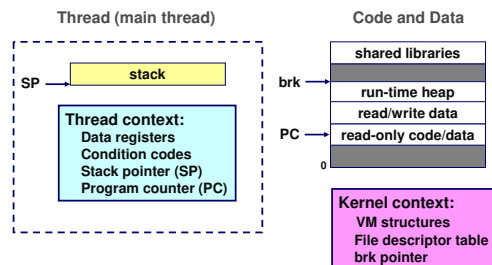 Thread (main thread)
SP
stack
Thread context:
Data registers
Condition codes
Stack pointer (SP)
Program counter (PC)
Code and Data
shared libraries
brk
run-time heap
read/write data
PC
read-only code/data
0
Kernel context:
VM structures
File descriptor table
brk pointer